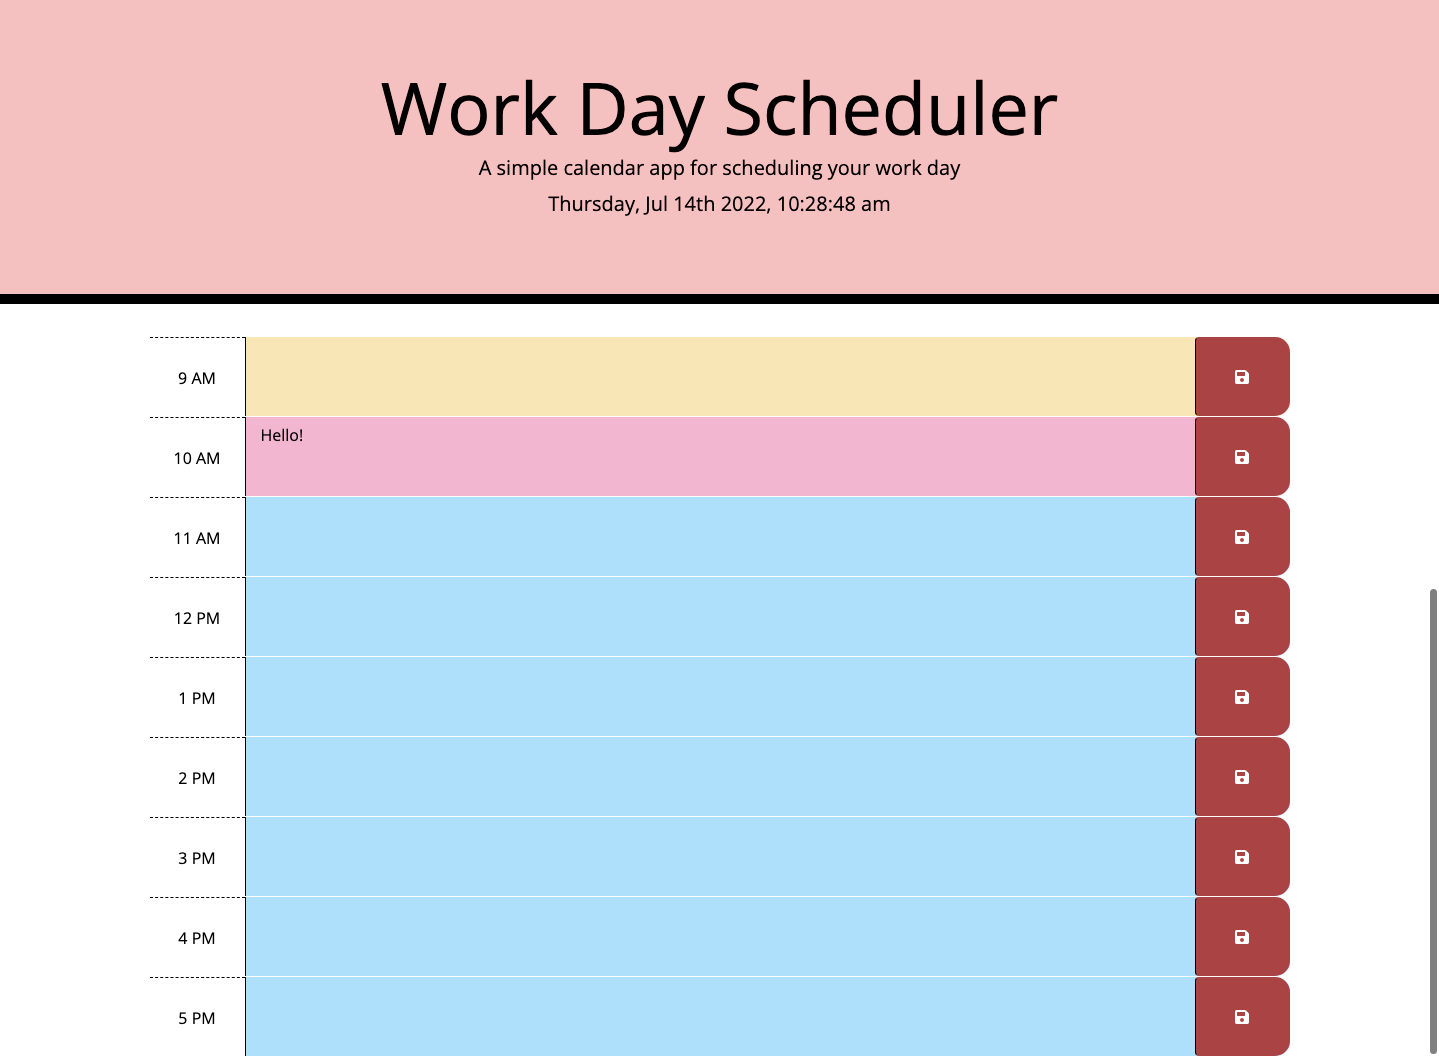 Work Day Scheduler
A simple calendar app for scheduling your work day
Thursday, Jul 14th 2022, 10:28:48 am
9 AM
10 AM
Hello!
11 AM
12 PM
1 PM
2 PM
3 PM
4 PM
5 PM